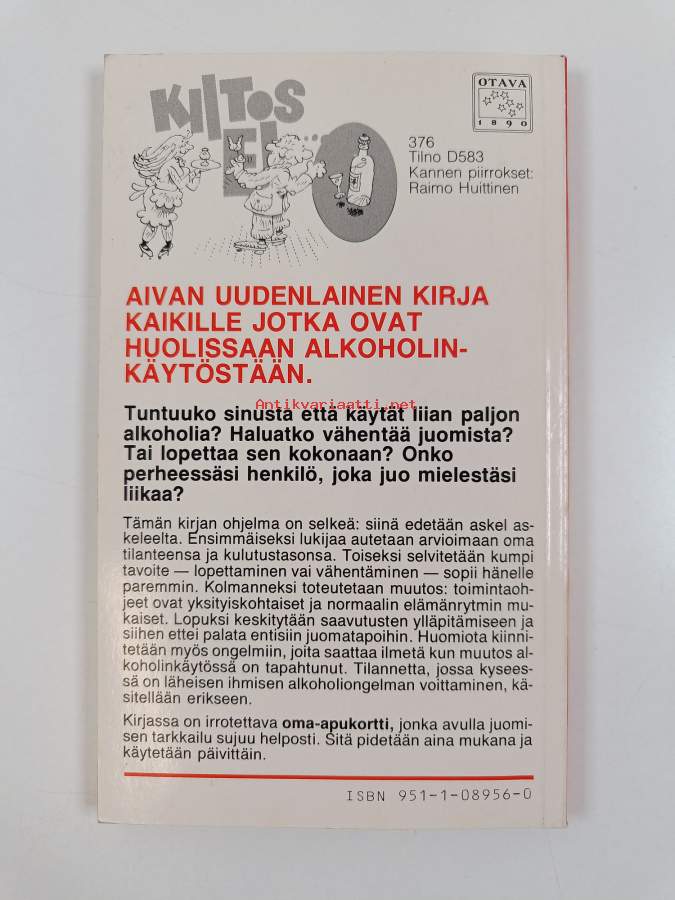 KIITOS
EI...
OTAVA
1890
376
Tilno D583
Kannen piirrokset:
Raimo Huittinen
AIVAN UUDENLAINEN KIRJA
KAIKILLE JOTKA OVAT
HUOLISSAAN ALKOHOLIN-
KÄYTÖSTÄÄN.
Antikvariaatti.net
Tuntuuko sinusta että käytät liian paljon
alkoholia? Haluatko vähentää juomista?
Tai lopettaa sen kokonaan? Onko
perheessäsi henkilö, joka juo mielestäsi
liikaa?
Tämän kirjan ohjelma on selkeä: siinä edetään askel as-
keleelta. Ensimmäiseksi lukijaa autetaan arvioimaan oma
tilanteensa ja kulutustasonsa. Toiseksi selvitetään kumpi
tavoite — lopettaminen vai vähentäminen — sopii hänelle
paremmin. Kolmanneksi toteutetaan muutos: toimintaoh-
jeet ovat yksityiskohtaiset ja normaalin elämänrytmin mu-
kaiset. Lopuksi keskitytään saavutusten ylläpitämiseen ja
siihen ettei palata entisiin juomatapoihin. Huomiota kiinni-
tetään myös ongelmiin, joita saattaa ilmetä kun muutos al-
koholinkäytössä on tapahtunut. Tilannetta, jossa kysees-
sä on läheisen ihmisen alkoholiongelman voittaminen, kä-
sitellään erikseen.
Kirjassa on irrotettava oma-apukortti, jonka avulla juomi-
sen tarkkailu sujuu helposti. Sitä pidetään aina mukana ja
käytetään päivittäin.
ISBN 951-1-08956-0